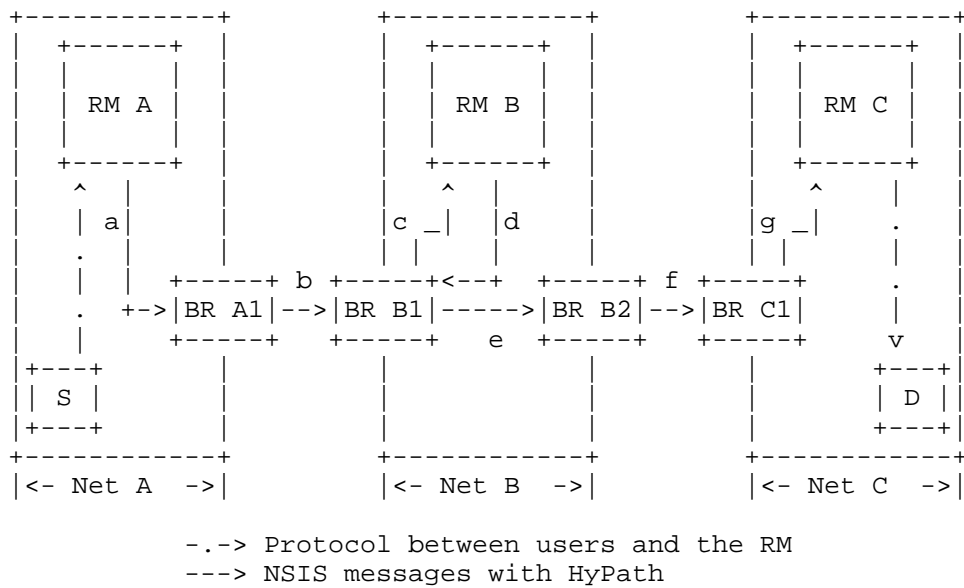 RM A RM B RM C
a c d g
b f
BR A1 BR B1 BR B2 BR C1
e
S D
<- Net A -> <- Net B -> <- Net C ->
-.-> Protocol between users and the RM
---> NSIS messages with HyPath